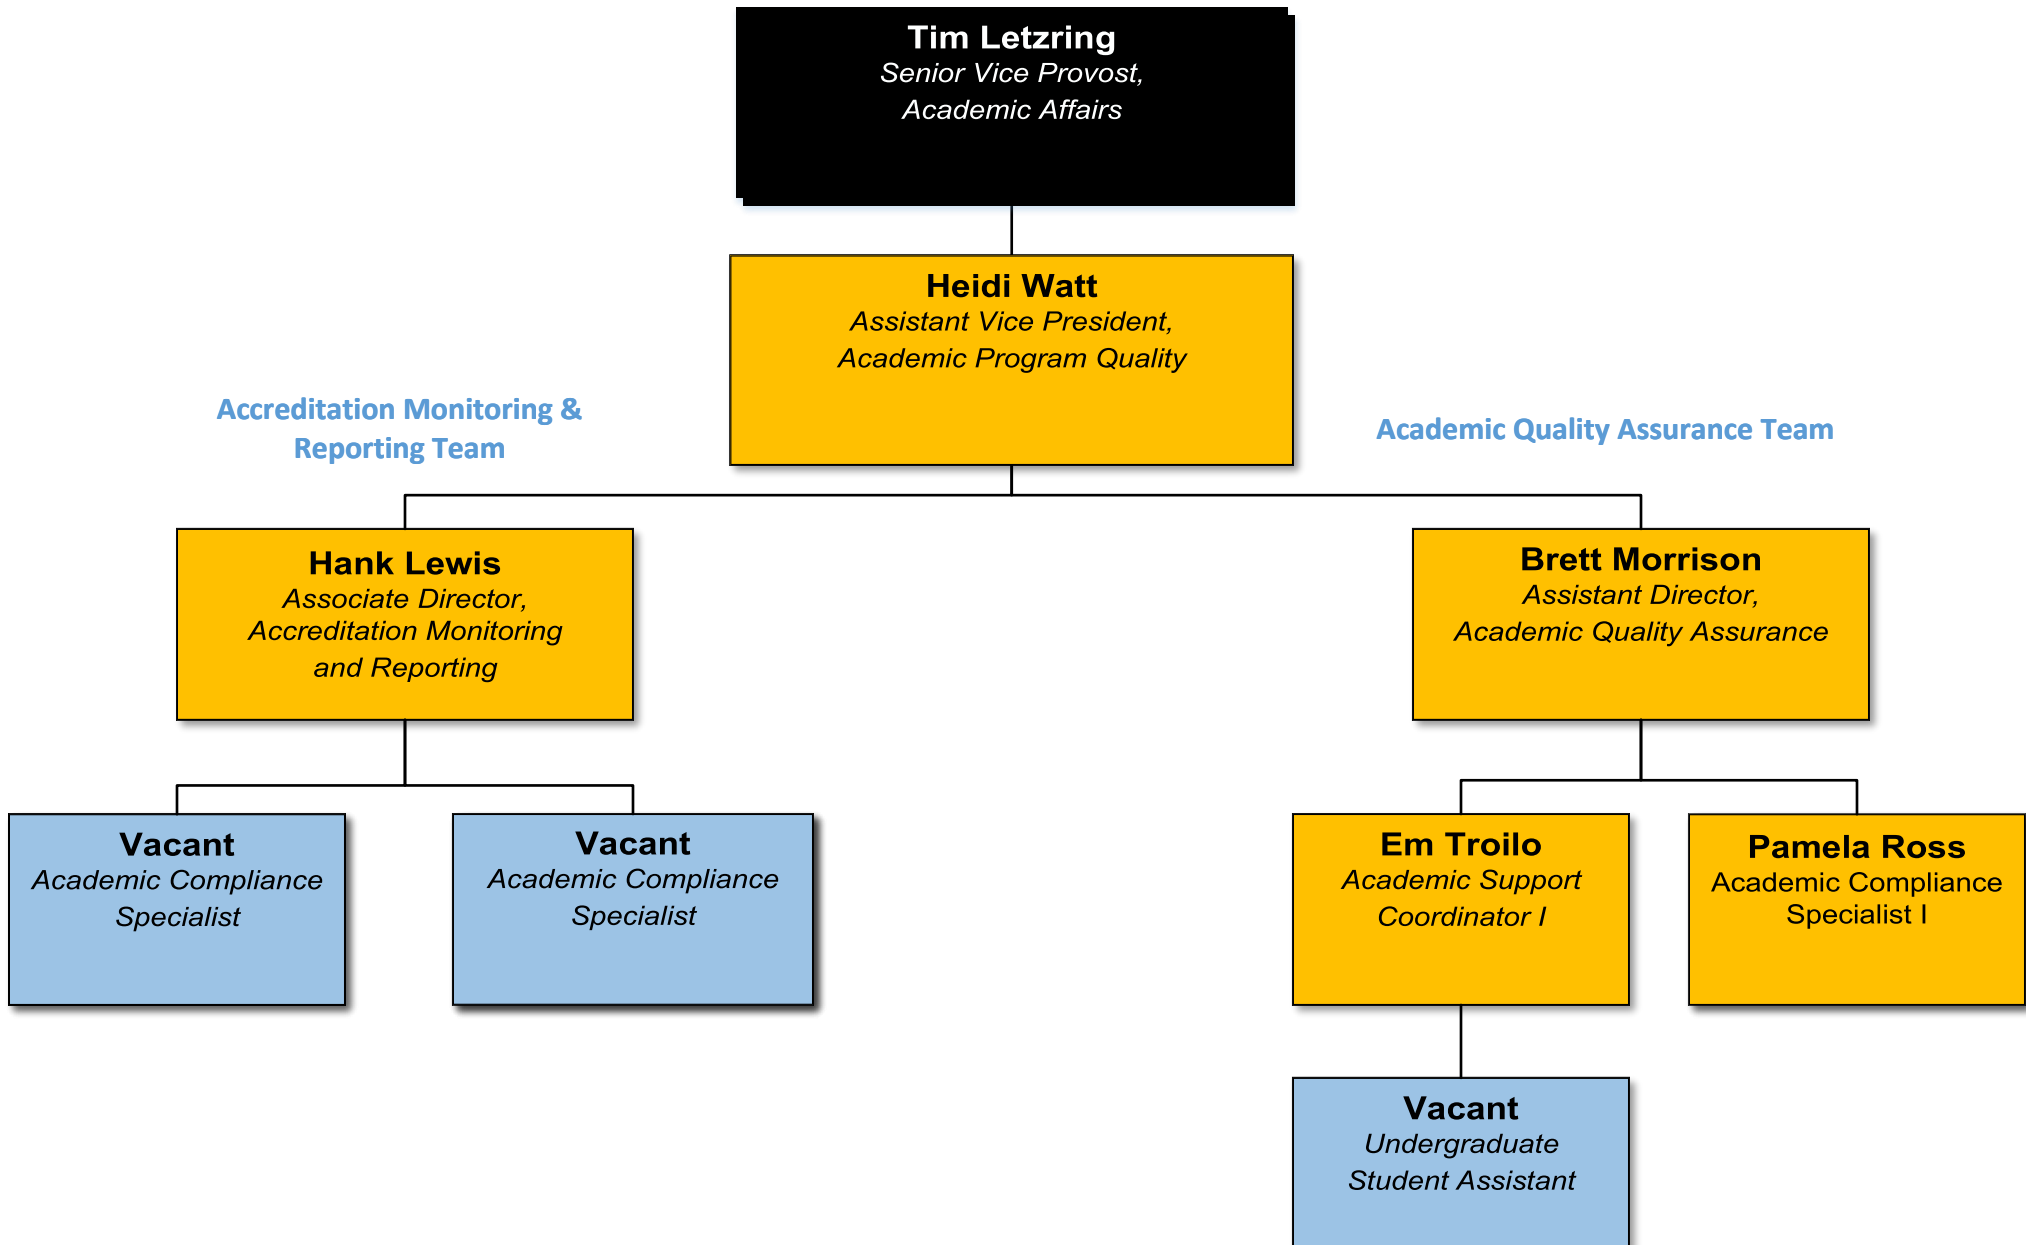 Tim Letzring
Senior Vice Provost,
Academic Affairs
Heidi Watt
Assistant Vice President,
Academic Program Quality
Accreditation Monitoring &
Reporting Team
Academic Quality Assurance Team
Hank Lewis
Associate Director,
Accreditation Monitoring
and Reporting
Brett Morrison
Assistant Director,
Academic Quality Assurance
Vacant
Academic Compliance
Specialist
Vacant
Academic Compliance
Specialist
Em Troilo
Academic Support
Coordinator I
Pamela Ross
Academic Compliance
Specialist I
Vacant
Undergraduate
Student Assistant